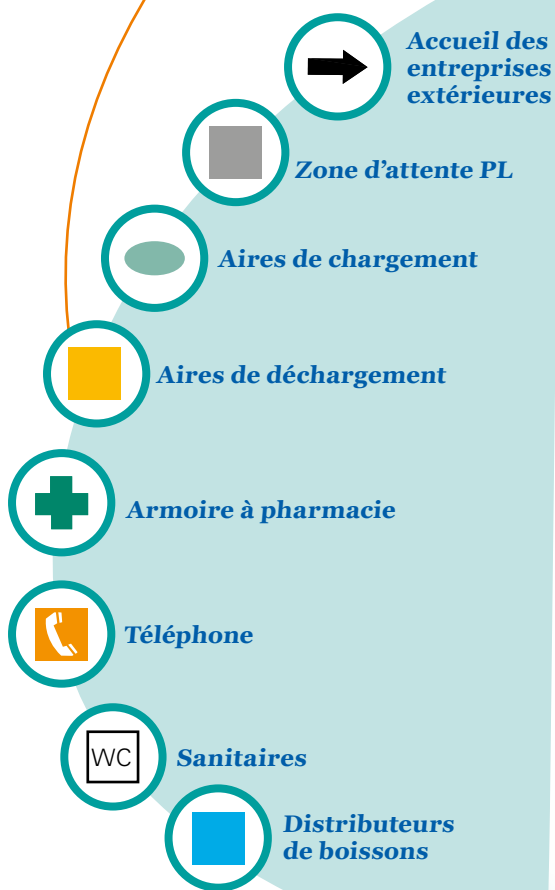 Accueil des
entreprises
extérieures
Zone d'attente PL
Aires de chargement
Aires de déchargement
Armoire à pharmacie
Téléphone
WC
Sanitaires
Distributeurs
de boissons